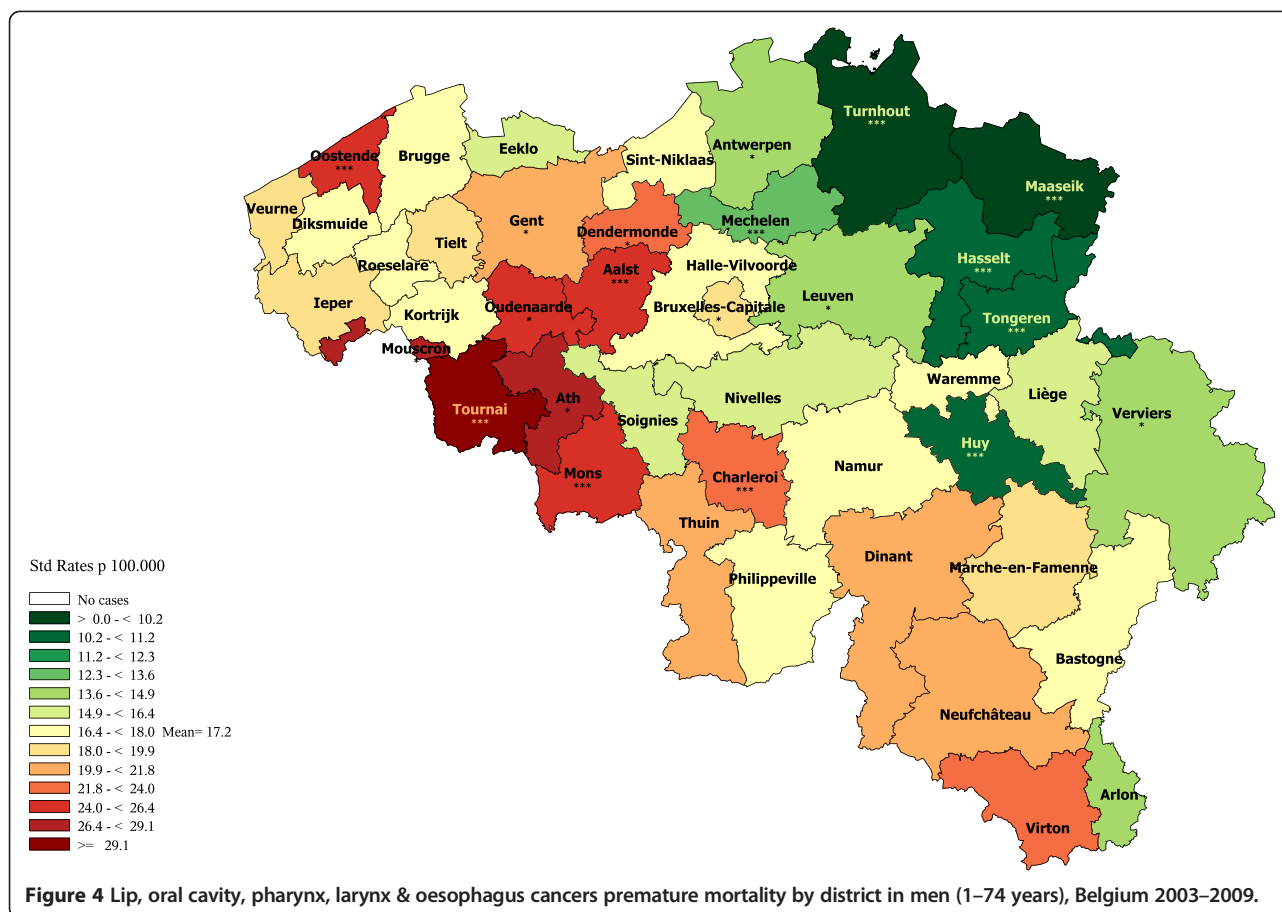 Turnhout
***
Antwerpen
*
Maaseik
***
Oostende
***
Brugge
Eeklo
Sint-Niklaas
Veurne
Diksmuide
Tielt
Gent
*
Dendermonde
*
Mechelen
***
Hasselt
***
Roeselare
Aalst
***
Halle-Vilvoorde
Ieper
Kortrijk
Oudenaarde
*
Bruxelles-Capitale
*
Leuven
*
Tongeren
***
Mouscron
*
Waremme
Tournai
***
Ath
*
Soignies
Nivelles
Liège
Verviers
*
Huy
***
Mons
***
Charleroi
***
Namur
Thuin
Dinant
Marche-en-Famenne
Philippeville
Bastogne
Neufchâteau
Arlon
Virton
Std Rates p 100.000
No cases
> 0.0 - < 10.2
10.2 - < 11.2
11.2 - < 12.3
12.3 - < 13.6
13.6 - < 14.9
14.9 - < 16.4
16.4 - < 18.0 Mean= 17.2
18.0 - < 19.9
19.9 - < 21.8
21.8 - < 24.0
24.0 - < 26.4
26.4 - < 29.1
>= 29.1
Figure 4 Lip, oral cavity, pharynx, larynx & oesophagus cancers premature mortality by district in men (1–74 years), Belgium 2003–2009.